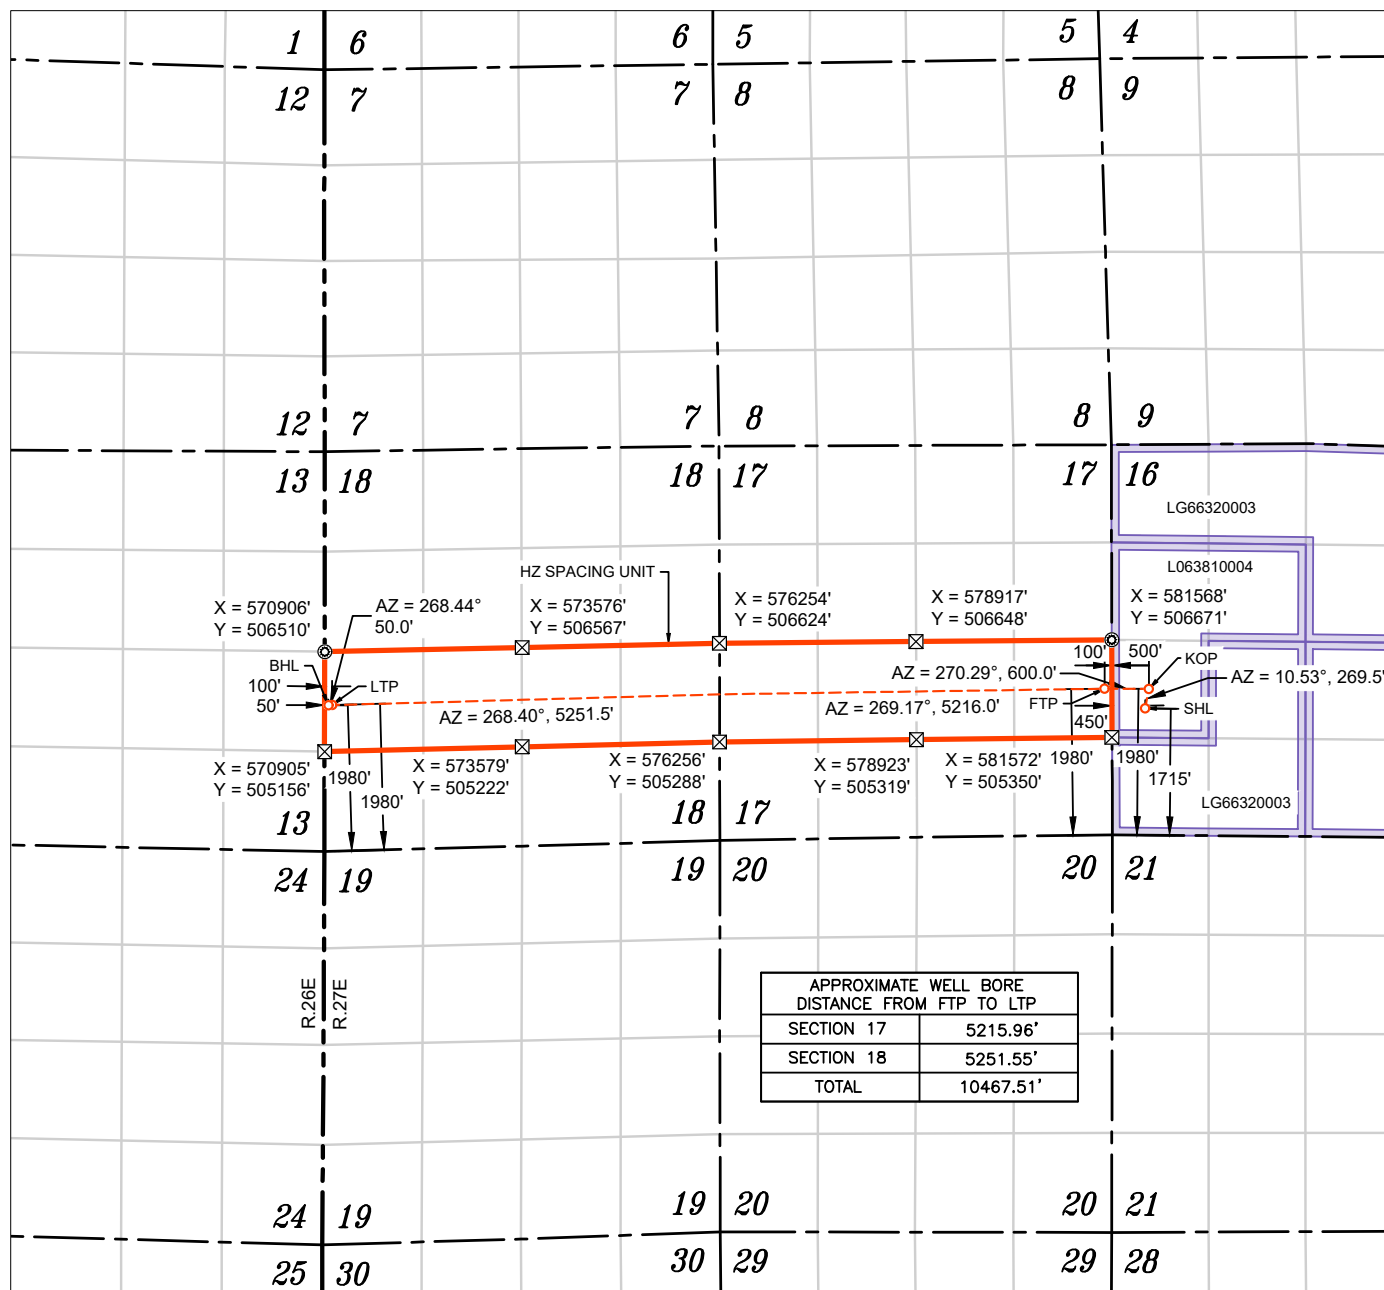 1 6
6 5
5 4
12 7
7 8
8 9
12 7
7 8
8 9
13 18
18 17
17 16
LG66320003
L063810004
HZ SPACING UNIT
X = 570906'
Y = 506510'
AZ = 268.44°
50.0'
X = 573576'
Y = 506567'
X = 576254'
Y = 506624'
X = 578917'
Y = 506648'
X = 581568'
Y = 506671'
100'
500'
KOP
BHL
LTP
100'
50'
AZ = 270.29°, 600.0'
AZ = 10.53°, 269.5'
FTP
SHL
AZ = 268.40°, 5251.5'
AZ = 269.17°, 5216.0'
450'
X = 570905'
Y = 505156'
1980'
1980'
X = 573579'
Y = 505222'
X = 576256'
Y = 505288'
X = 578923'
Y = 505319'
X = 581572'
Y = 505350'
1980'
1980'
1715'
LG66320003
13
18 17
24 19
19 20
20 21
R.26E
R.27E
APPROXIMATE WELL BORE
DISTANCE FROM FTP TO LTP
SECTION 17 5215.96'
SECTION 18 5251.55'
TOTAL 10467.51'
24 19
19 20
20 21
25 30
30 29
29 28